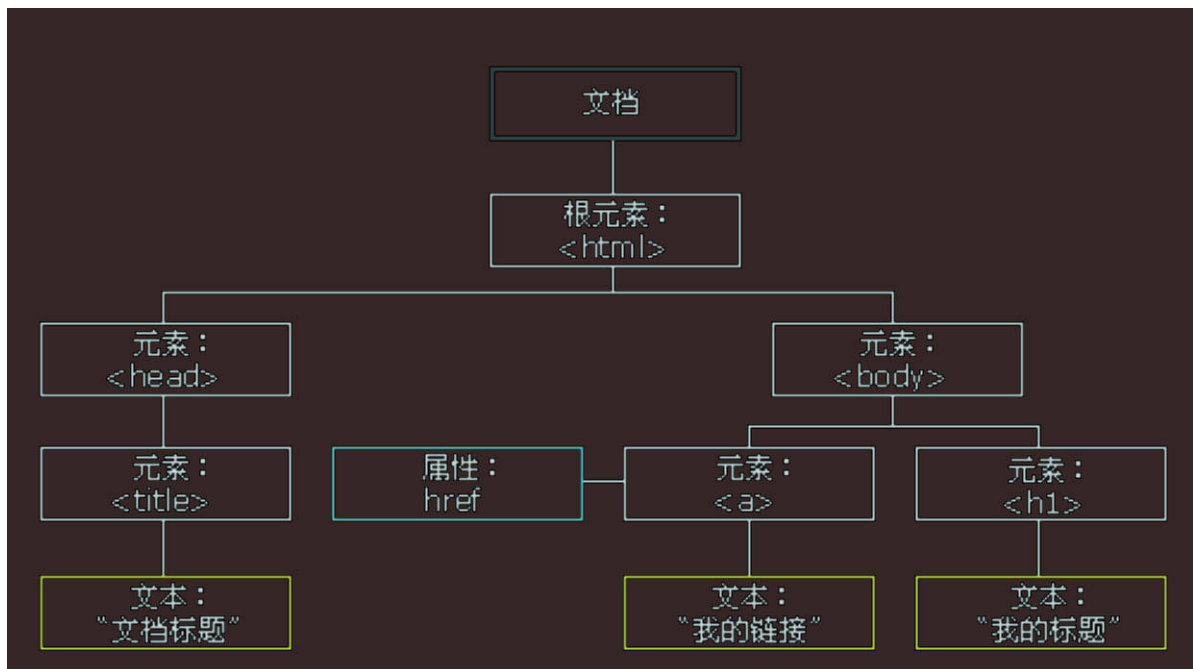 文档
根元素：
<html>
元素：
<head>
元素：
<body>
元素：
<title>
属性：
href
元素：
<a>
元素：
<h1>
文本：
“文档标题”
文本：
“我的链接”
文本：
“我的标题”